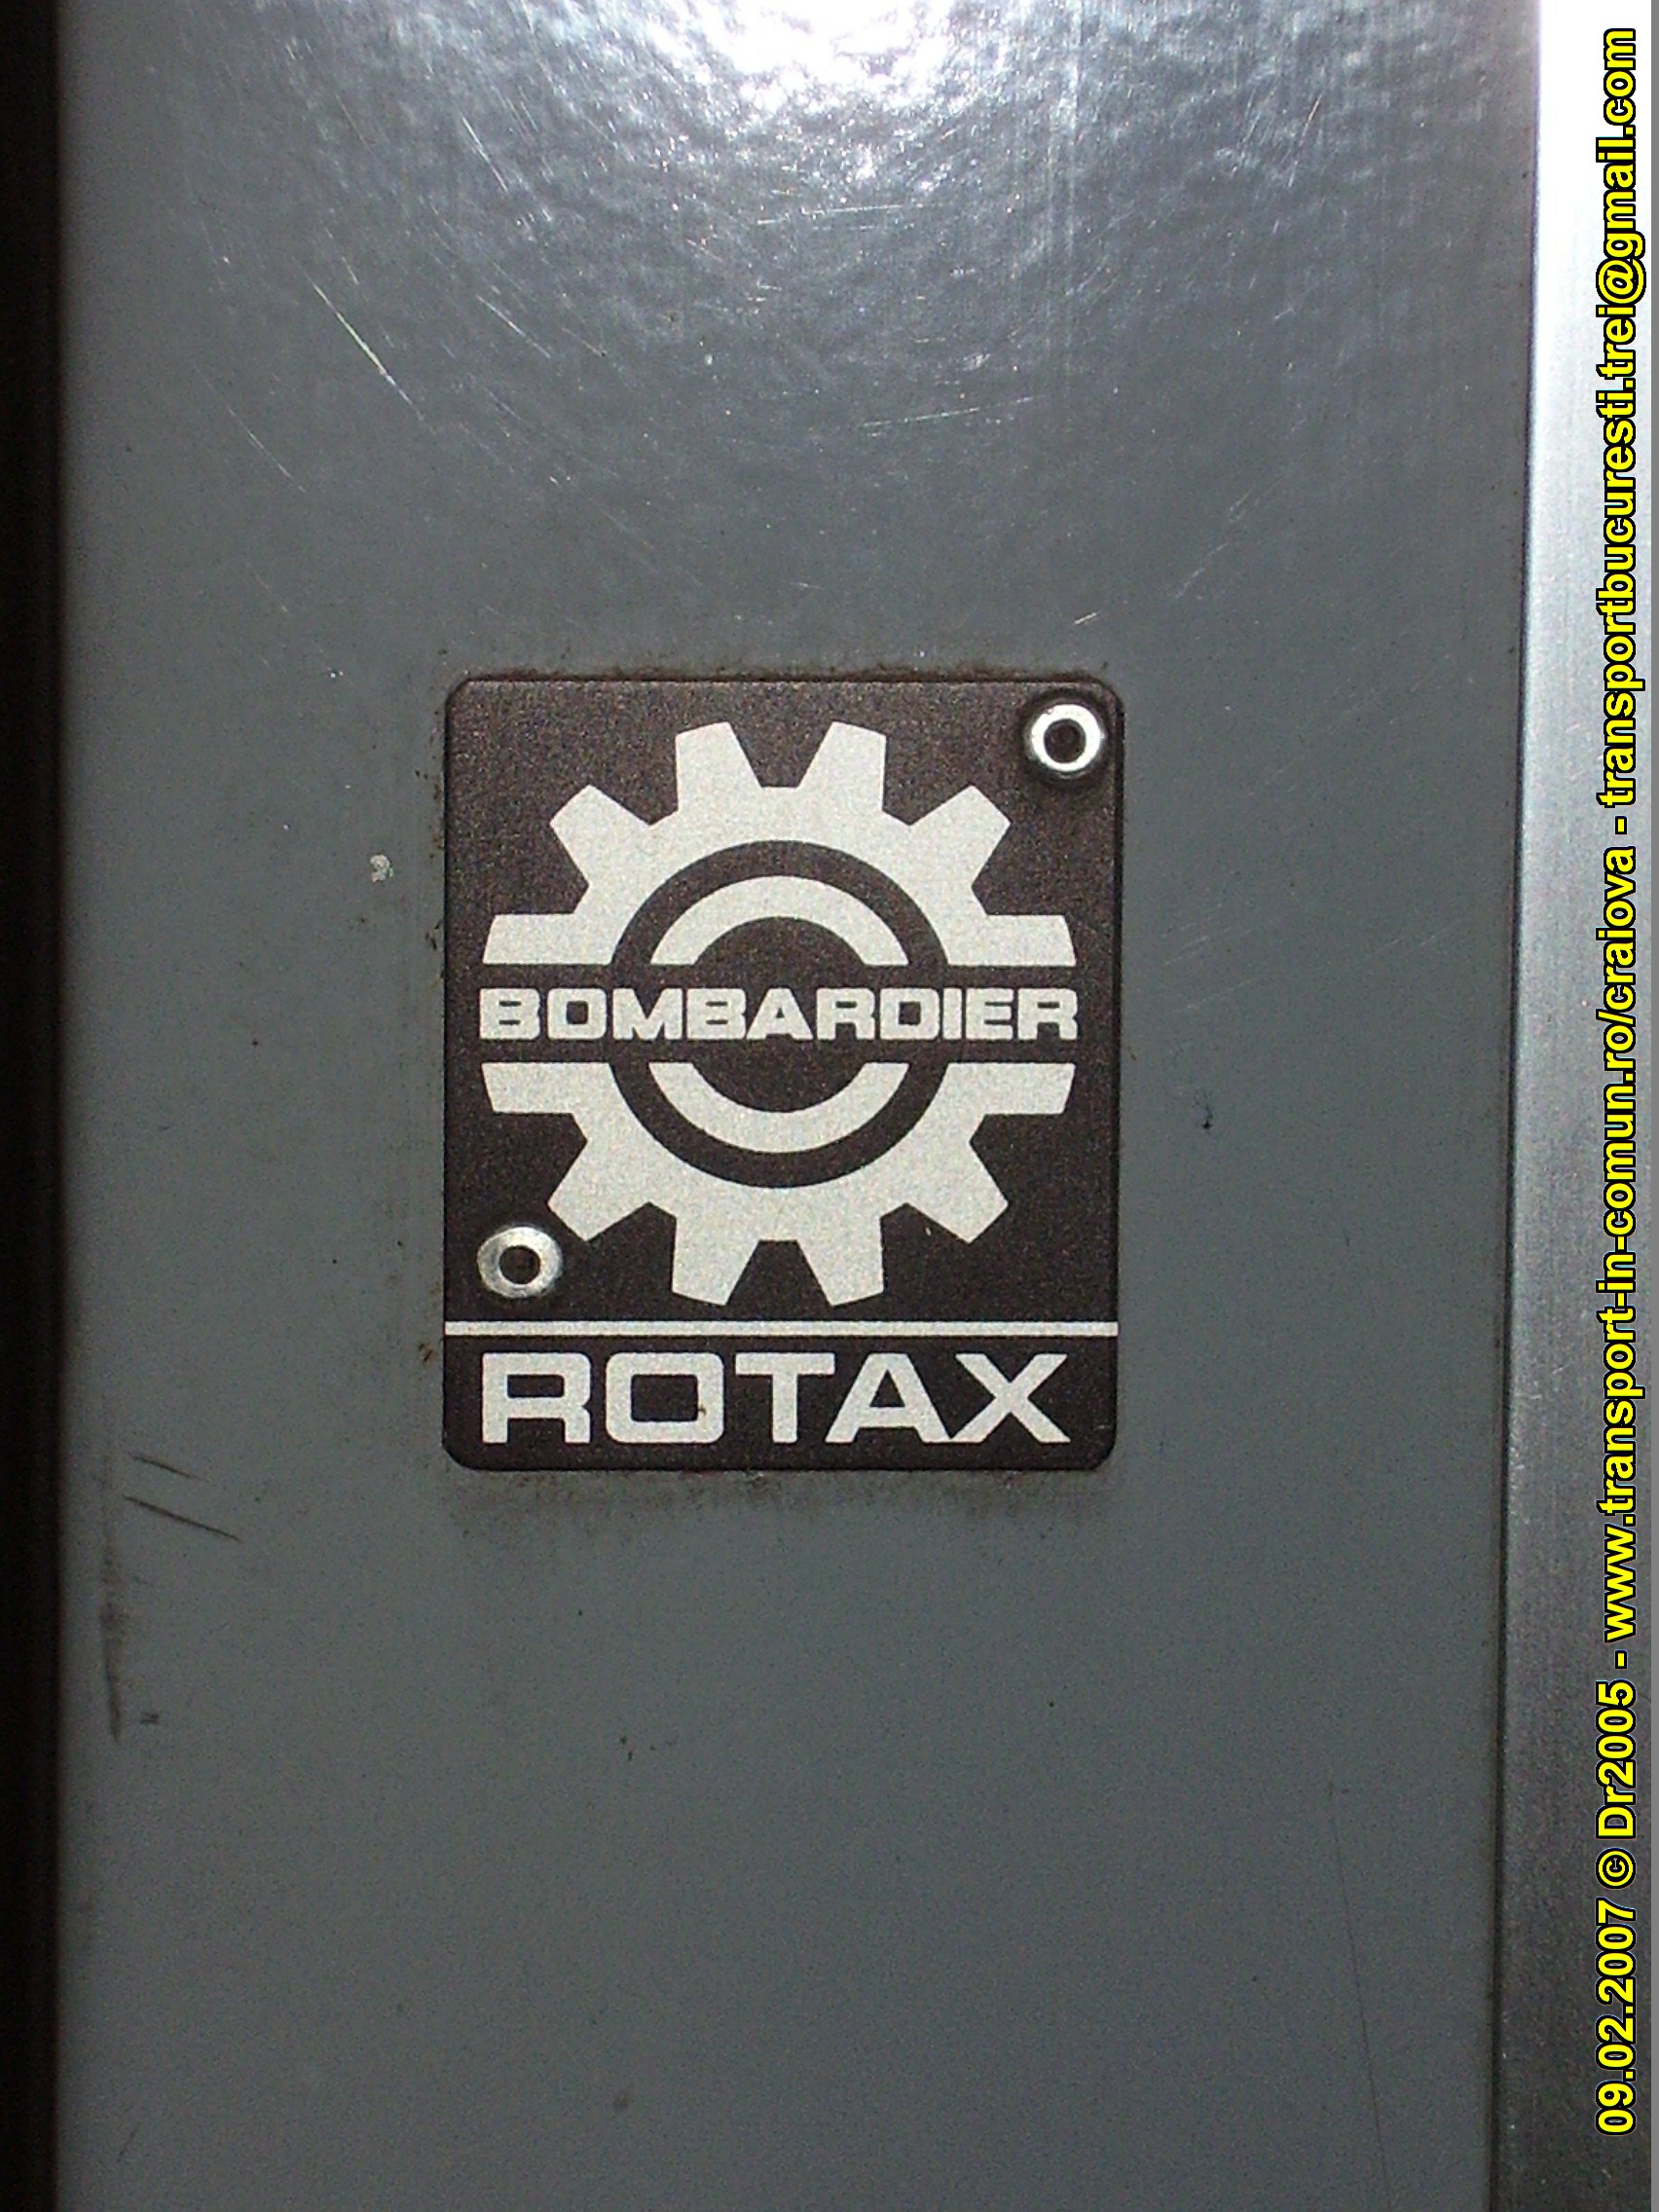 BOMBARDIER
ROTAX
09.02.2007 © Dr2005 - www.transport-in-comun.ro/craiova - transportbucuresti.trei@gmail.com